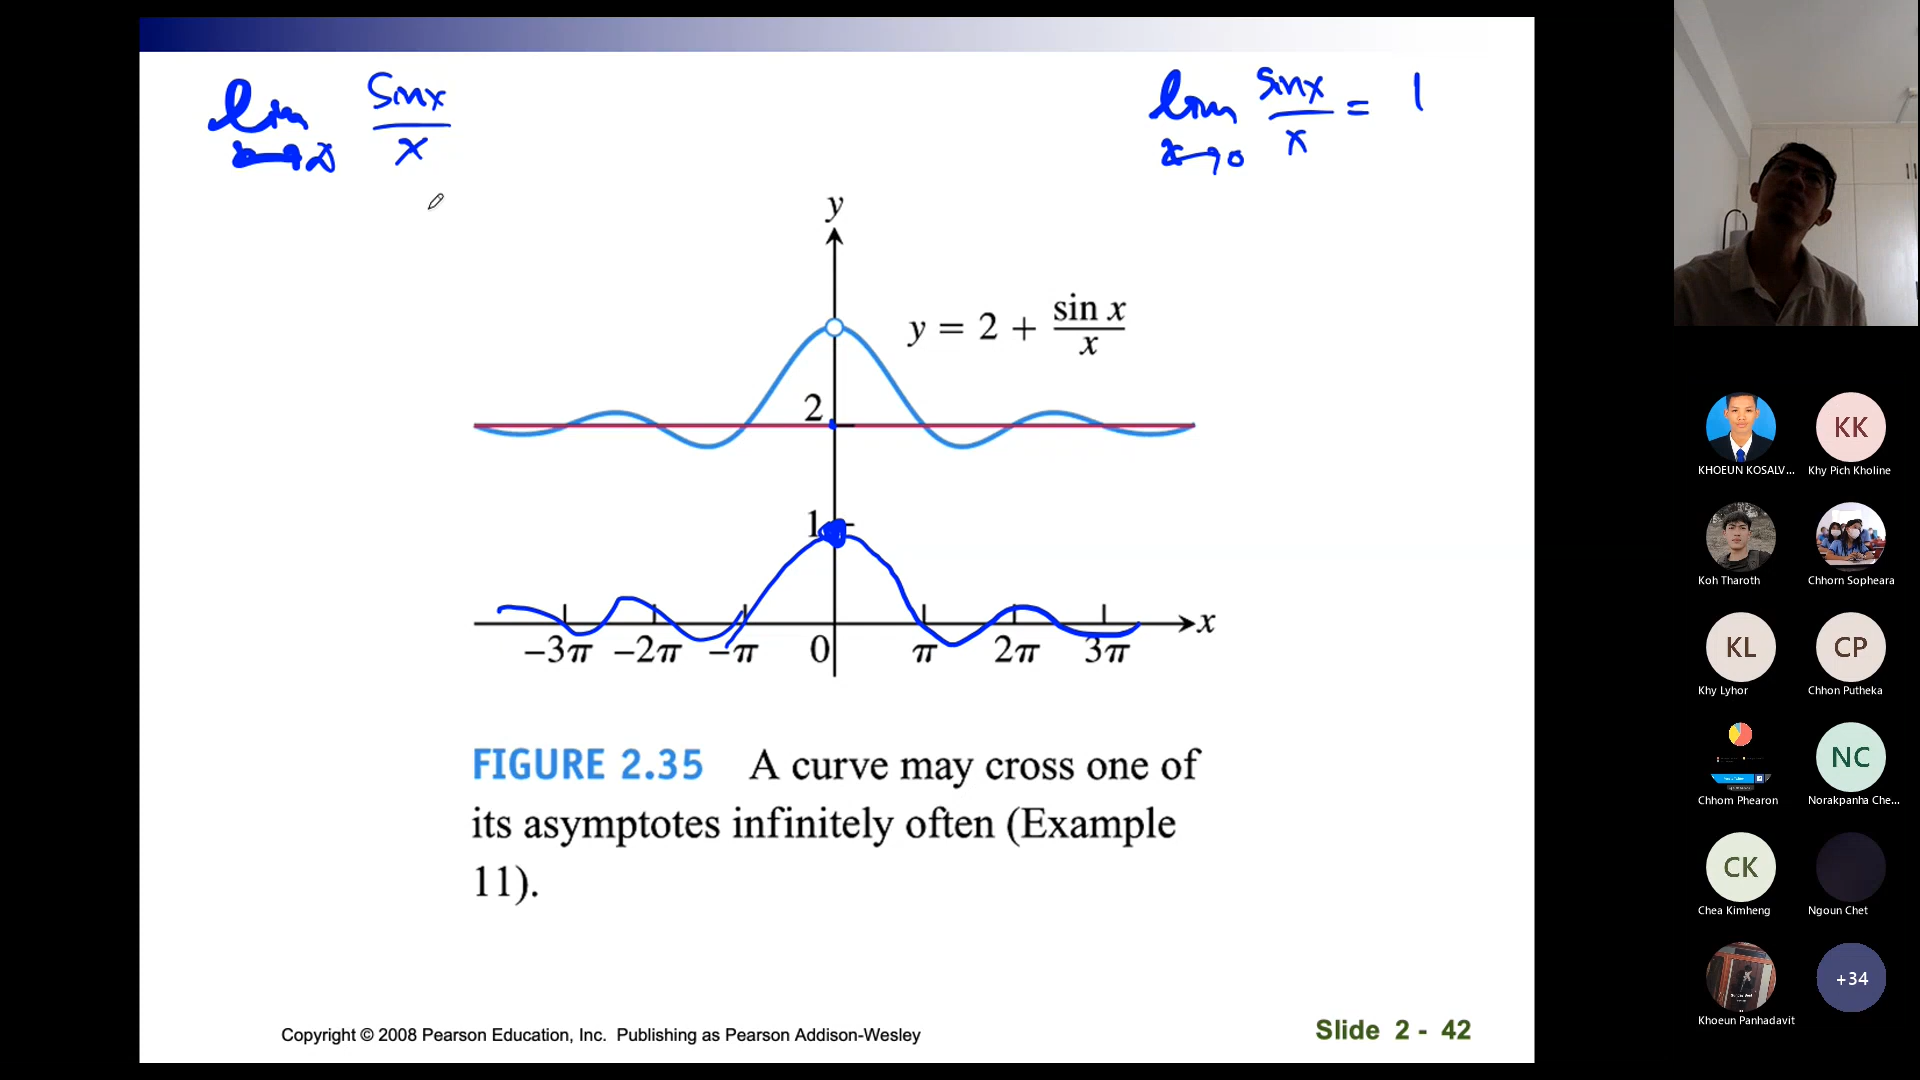 lim sinx
x→∞ x
lim sinx = 1
x→0 x
y
y = 2 + sin x
x
2
1
x
−3π −2π −π 0 π 2π 3π
FIGURE 2.35 A curve may cross one of
its asymptotes infinitely often (Example
11).
Copyright © 2008 Pearson Education, Inc. Publishing as Pearson Addison-Wesley
Slide 2 - 42
KK
KHOEUN KOSALV... Khy Pich Kholine
Koh Tharoth Chhorn Sopheara
KL CP
Khy Lyhor Chhon Putheka
NC
Chhom Phearon Norakpanha Che...
CK
Chea Kimheng Ngoun Chet
+34
Khoeun Panhadavit